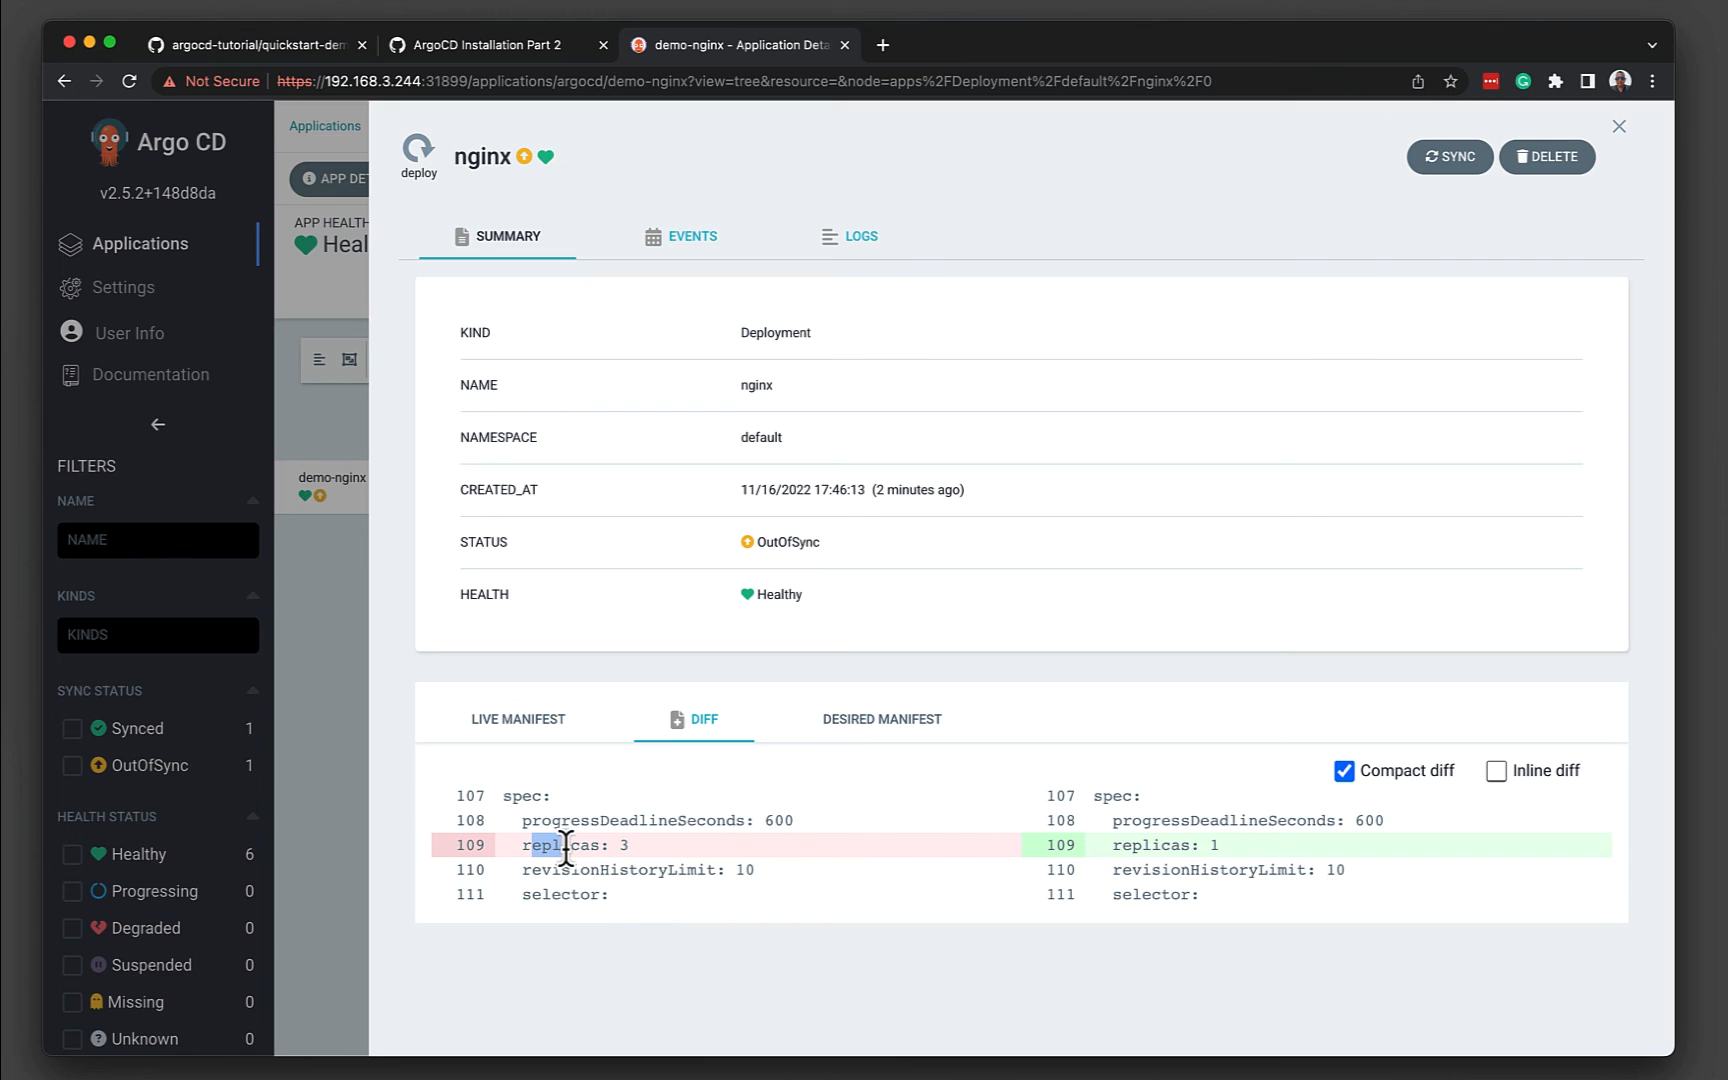 argocd-tutorial/quickstart-dem
ArgoCD Installation Part 2
demo-nginx - Application Deta
Not Secure
https://192.168.3.244:31899/applications/argocd/demo-nginx?view=tree&resource=&node=apps%2FDeployment%2Fdefault%2Fnginx%2F0
Argo CD
v2.5.2+148d8da
Applications
Settings
User Info
Documentation
FILTERS
NAME
NAME
KINDS
KINDS
SYNC STATUS
Synced 1
OutOfSync 1
HEALTH STATUS
Healthy 6
Progressing 0
Degraded 0
Suspended 0
Missing 0
Unknown 0
Applications
APP DET
APP HEALTH
Heal
demo-nginx
deploy
nginx
SYNC
DELETE
SUMMARY
EVENTS
LOGS
KIND Deployment
NAME nginx
NAMESPACE default
CREATED_AT 11/16/2022 17:46:13 (2 minutes ago)
STATUS OutOfSync
HEALTH Healthy
LIVE MANIFEST
DIFF
DESIRED MANIFEST
Compact diff
Inline diff
107 spec:
108 progressDeadlineSeconds: 600
109 replicas: 3
110 revisionHistoryLimit: 10
111 selector:
107 spec:
108 progressDeadlineSeconds: 600
109 replicas: 1
110 revisionHistoryLimit: 10
111 selector: